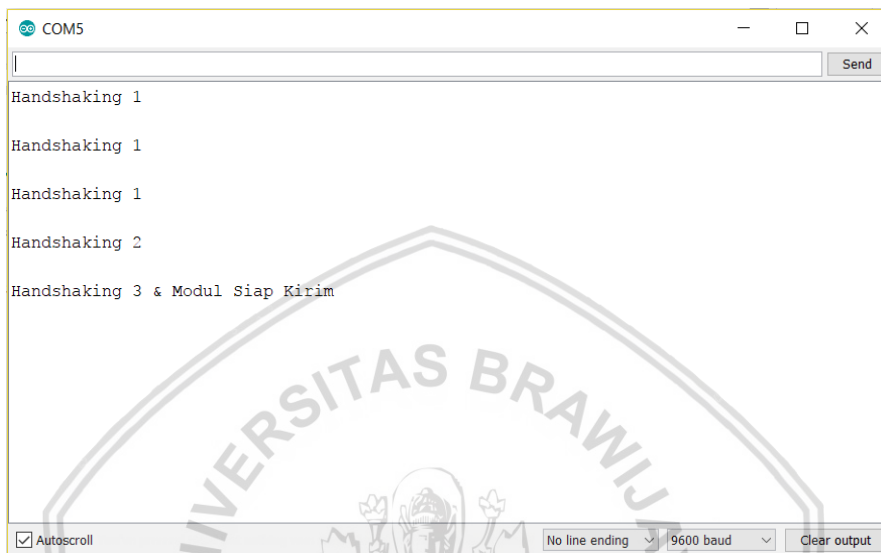 COM5
Send
Handshaking 1
Handshaking 1
Handshaking 1
Handshaking 2
Handshaking 3 & Modul Siap Kirim
UNIVERSITAS BRAWIJA
Autoscroll
No line ending
9600 baud
Clear output